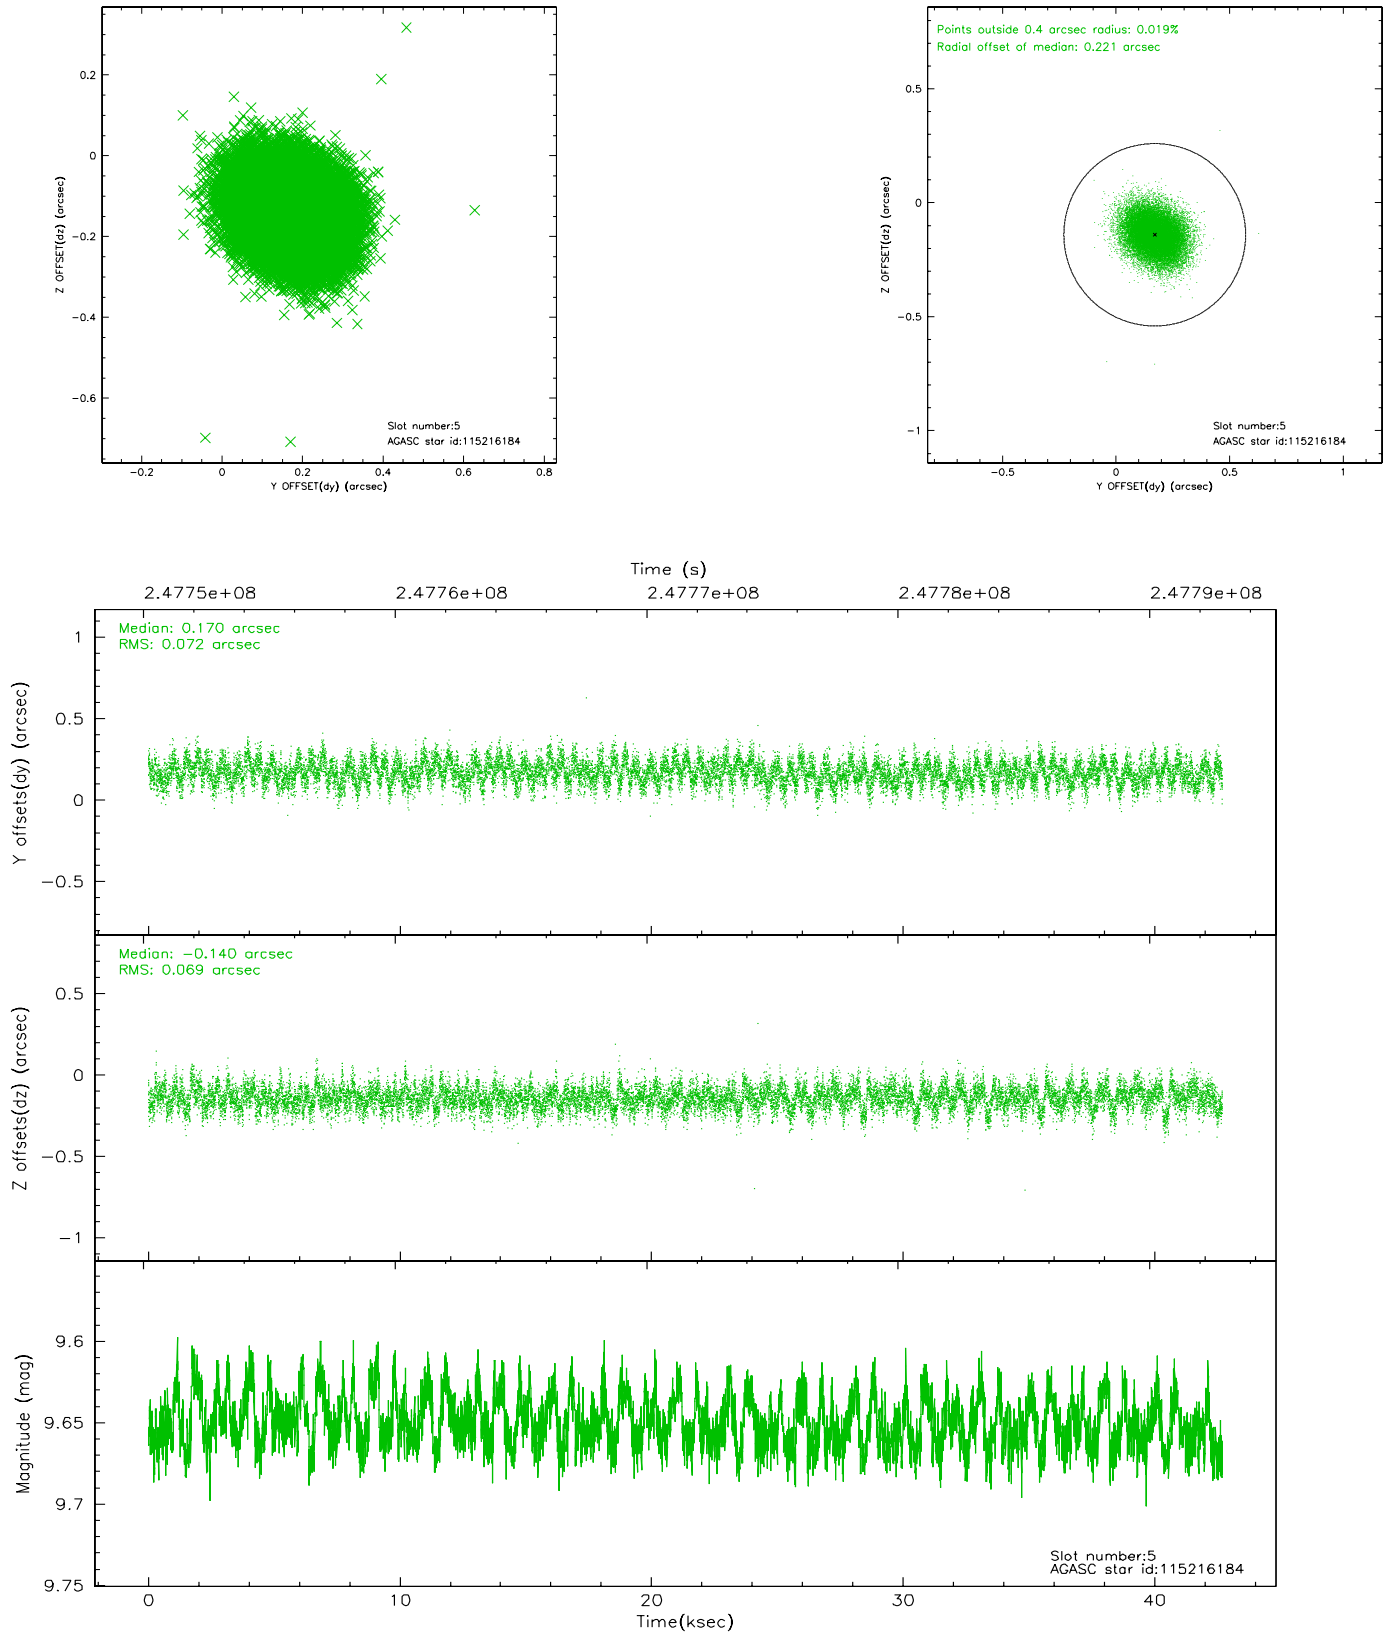 0.2
0
-0.2
-0.4
-0.6
Z OFFSET(dz) (arcsec)
Slot number:5
AGASC star id:115216184
-0.2 0 0.2 0.4 0.6 0.8
Y OFFSET(dy) (arcsec)
Points outside 0.4 arcsec radius: 0.019%
Radial offset of median: 0.221 arcsec
0.5
0
-0.5
-1
Z OFFSET(dz) (arcsec)
Slot number:5
AGASC star id:115216184
-0.5 0 0.5 1
Y OFFSET(dy) (arcsec)
Time (s)
2.4775e+08 2.4776e+08 2.4777e+08 2.4778e+08 2.4779e+08
Median: 0.170 arcsec
RMS: 0.072 arcsec
1
0.5
0
-0.5
Y offsets(dy) (arcsec)
Median: -0.140 arcsec
RMS: 0.069 arcsec
0.5
0
-0.5
-1
Z offsets(dz) (arcsec)
9.6
9.65
9.7
9.75
Magnitude (mag)
Slot number:5
AGASC star id:115216184
0 10 20 30 40
Time(ksec)